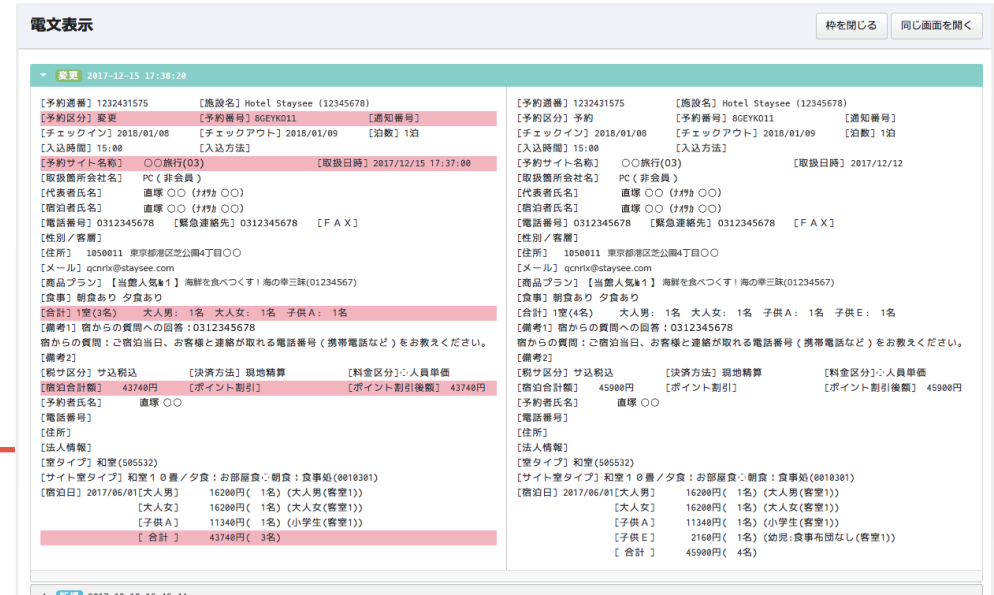 電文表示
枠を閉じる 同じ画面を開く
変更 2017-12-15 17:38:20
[予約通番] 1232431575 [施設名] Hotel Staysee (12345678)
[予約区分] 変更 [予約番号] 8GEYKO11 [通知番号]
[チェックイン] 2018/01/08 [チェックアウト] 2018/01/09 [泊数] 1泊
[入込時間] 15:00 [入込方法]
[予約サイト名称] 〇〇旅行(03) [取扱日時] 2017/12/15 17:37:00
[取扱箇所会社名] PC ( 非会員 )
[代表者氏名] 直塚 〇〇 (ﾅｵﾂｶ 〇〇)
[宿泊者氏名] 直塚 〇〇 (ﾅｵﾂｶ 〇〇)
[電話番号] 0312345678 [緊急連絡先] 0312345678 [ＦＡＸ]
[性別／客層]
[住所] 1050011 東京都港区芝公園4丁目〇〇
[メール] qcnrlx@staysee.com
[商品プラン] 【当館人気№１】 海鮮を食べつくす！海の幸三昧(01234567)
[食事] 朝食あり 夕食あり
[合計] 1室(3名) 大人男： 1名 大人女： 1名 子供Ａ： 1名
[備考1] 宿からの質問への回答：0312345678
宿からの質問：ご宿泊当日、お客様と連絡が取れる電話番号 ( 携帯電話など ) をお教えください。
[備考2]
[税サ区分] サ込税込 [決済方法] 現地精算 [料金区分]･:･人員単価
[宿泊合計額] 43740円 [ポイント割引] [ポイント割引後額] 43740円
[予約者氏名] 直塚 〇〇
[電話番号]
[住所]
[法人情報]
[室タイプ] 和室(505532)
[サイト室タイプ] 和室１０畳／夕食：お部屋食･:･朝食：食事処(0010301)
[宿泊日] 2017/06/01[大人男] 16200円( 1名) (大人男(客室1))
[大人女] 16200円( 1名) (大人女(客室1))
[子供Ａ] 11340円( 1名) (小学生(客室1))
[ 合計 ] 43740円( 3名)
[予約通番] 1232431575 [施設名] Hotel Staysee (12345678)
[予約区分] 予約 [予約番号] 8GEYKO11 [通知番号]
[チェックイン] 2018/01/08 [チェックアウト] 2018/01/09 [泊数] 1泊
[入込時間] 15:00 [入込方法]
[予約サイト名称] 〇〇旅行(03) [取扱日時] 2017/12/12
[取扱箇所会社名] PC ( 非会員 )
[代表者氏名] 直塚 〇〇 (ﾅｵﾂｶ 〇〇)
[宿泊者氏名] 直塚 〇〇 (ﾅｵﾂｶ 〇〇)
[電話番号] 0312345678 [緊急連絡先] 0312345678 [ＦＡＸ]
[性別／客層]
[住所] 1050011 東京都港区芝公園4丁目〇〇
[メール] qcnrlx@staysee.com
[商品プラン] 【当館人気№１】 海鮮を食べつくす！海の幸三昧(01234567)
[食事] 朝食あり 夕食あり
[合計] 1室(4名) 大人男： 1名 大人女： 1名 子供Ａ： 1名 子供Ｅ： 1名
[備考1] 宿からの質問への回答：0312345678
宿からの質問：ご宿泊当日、お客様と連絡が取れる電話番号 ( 携帯電話など ) をお教えください。
[備考2]
[税サ区分] サ込税込 [決済方法] 現地精算 [料金区分]･:･人員単価
[宿泊合計額] 45900円 [ポイント割引] [ポイント割引後額] 45900円
[予約者氏名] 直塚 〇〇
[電話番号]
[住所]
[法人情報]
[室タイプ] 和室(505532)
[サイト室タイプ] 和室１０畳／夕食：お部屋食･:･朝食：食事処(0010301)
[宿泊日] 2017/06/01[大人男] 16200円( 1名) (大人男(客室1))
[大人女] 16200円( 1名) (大人女(客室1))
[子供Ａ] 11340円( 1名) (小学生(客室1))
[子供Ｅ] 2160円( 1名) (幼児:食事布団なし(客室1))
[ 合計 ] 45900円( 4名)